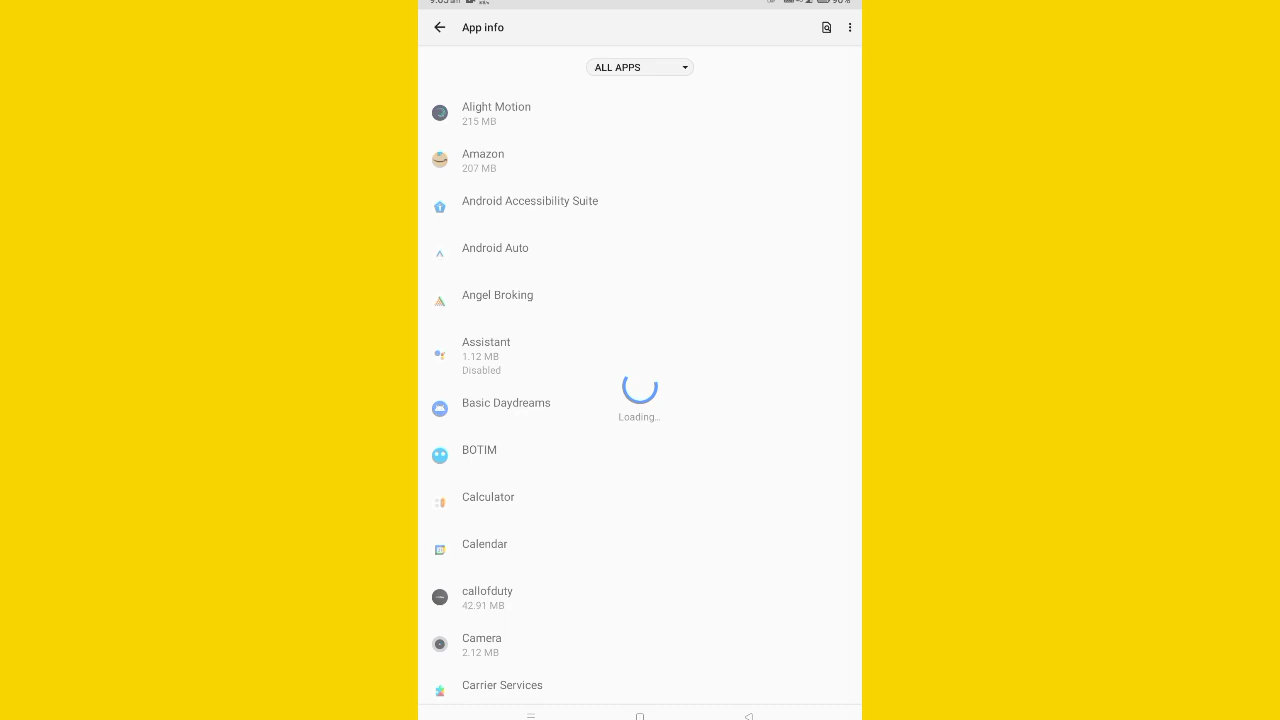 App info
ALL APPS
Alight Motion
215 MB
Amazon
207 MB
Android Accessibility Suite
Android Auto
Angel Broking
Assistant
1.12 MB
Disabled
Basic Daydreams
Loading...
BOTIM
Calculator
Calendar
callofduty
42.91 MB
Camera
2.12 MB
Carrier Services